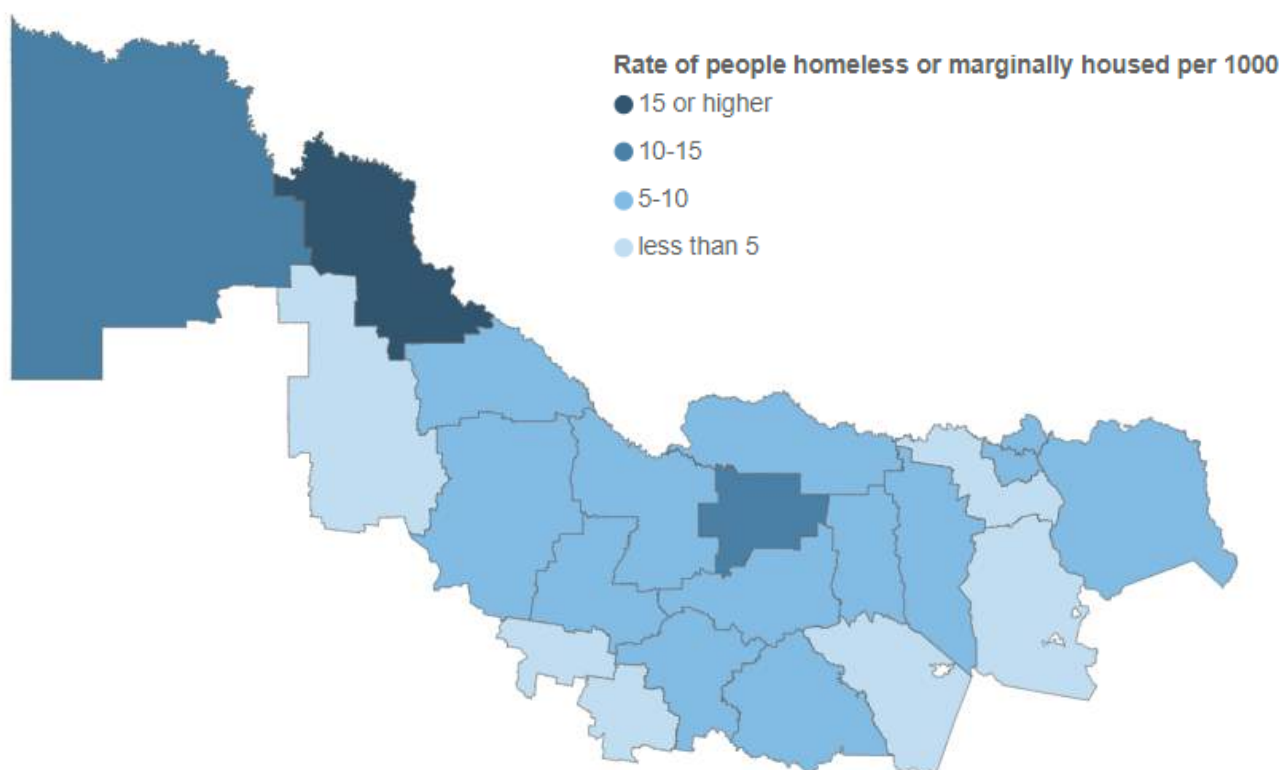 Rate of people homeless or marginally housed per 1000
15 or higher
10-15
5-10
less than 5